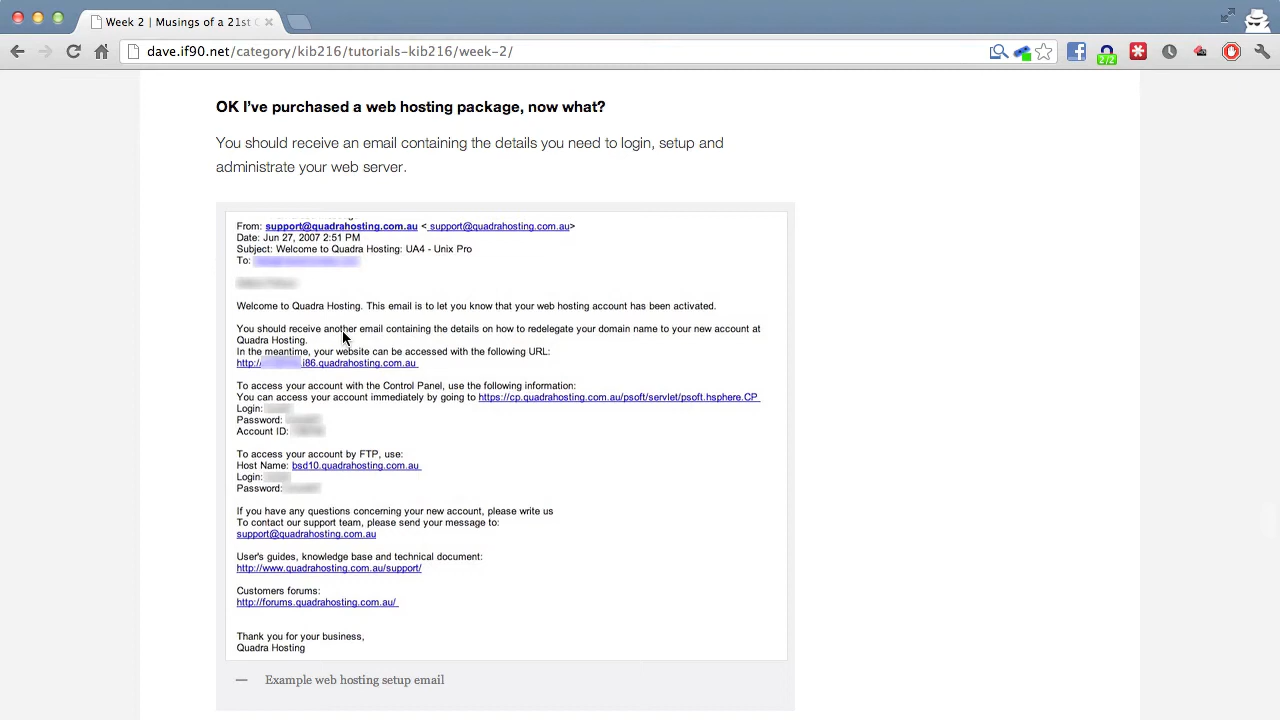 Week 2 | Musings of a 21st C
dave.if90.net/category/kib216/tutorials-kib216/week-2/
2/2
OK I've purchased a web hosting package, now what?
You should receive an email containing the details you need to login, setup and
administrate your web server.
From: support@quadrahosting.com.au < support@quadrahosting.com.au>
Date: Jun 27, 2007 2:51 PM
Subject: Welcome to Quadra Hosting: UA4 - Unix Pro
To:
Welcome to Quadra Hosting. This email is to let you know that your web hosting account has been activated.
You should receive another email containing the details on how to redelegate your domain name to your new account at
Quadra Hosting.
In the meantime, your website can be accessed with the following URL:
http:// .i86.quadrahosting.com.au
To access your account with the Control Panel, use the following information:
You can access your account immediately by going to https://cp.quadrahosting.com.au/psoft/servlet/psoft.hsphere.CP
Login:
Password:
Account ID:
To access your account by FTP, use:
Host Name: bsd10.quadrahosting.com.au
Login:
Password:
If you have any questions concerning your new account, please write us
To contact our support team, please send your message to:
support@quadrahosting.com.au
User's guides, knowledge base and technical document:
http://www.quadrahosting.com.au/support/
Customers forums:
http://forums.quadrahosting.com.au/
Thank you for your business,
Quadra Hosting
— Example web hosting setup email